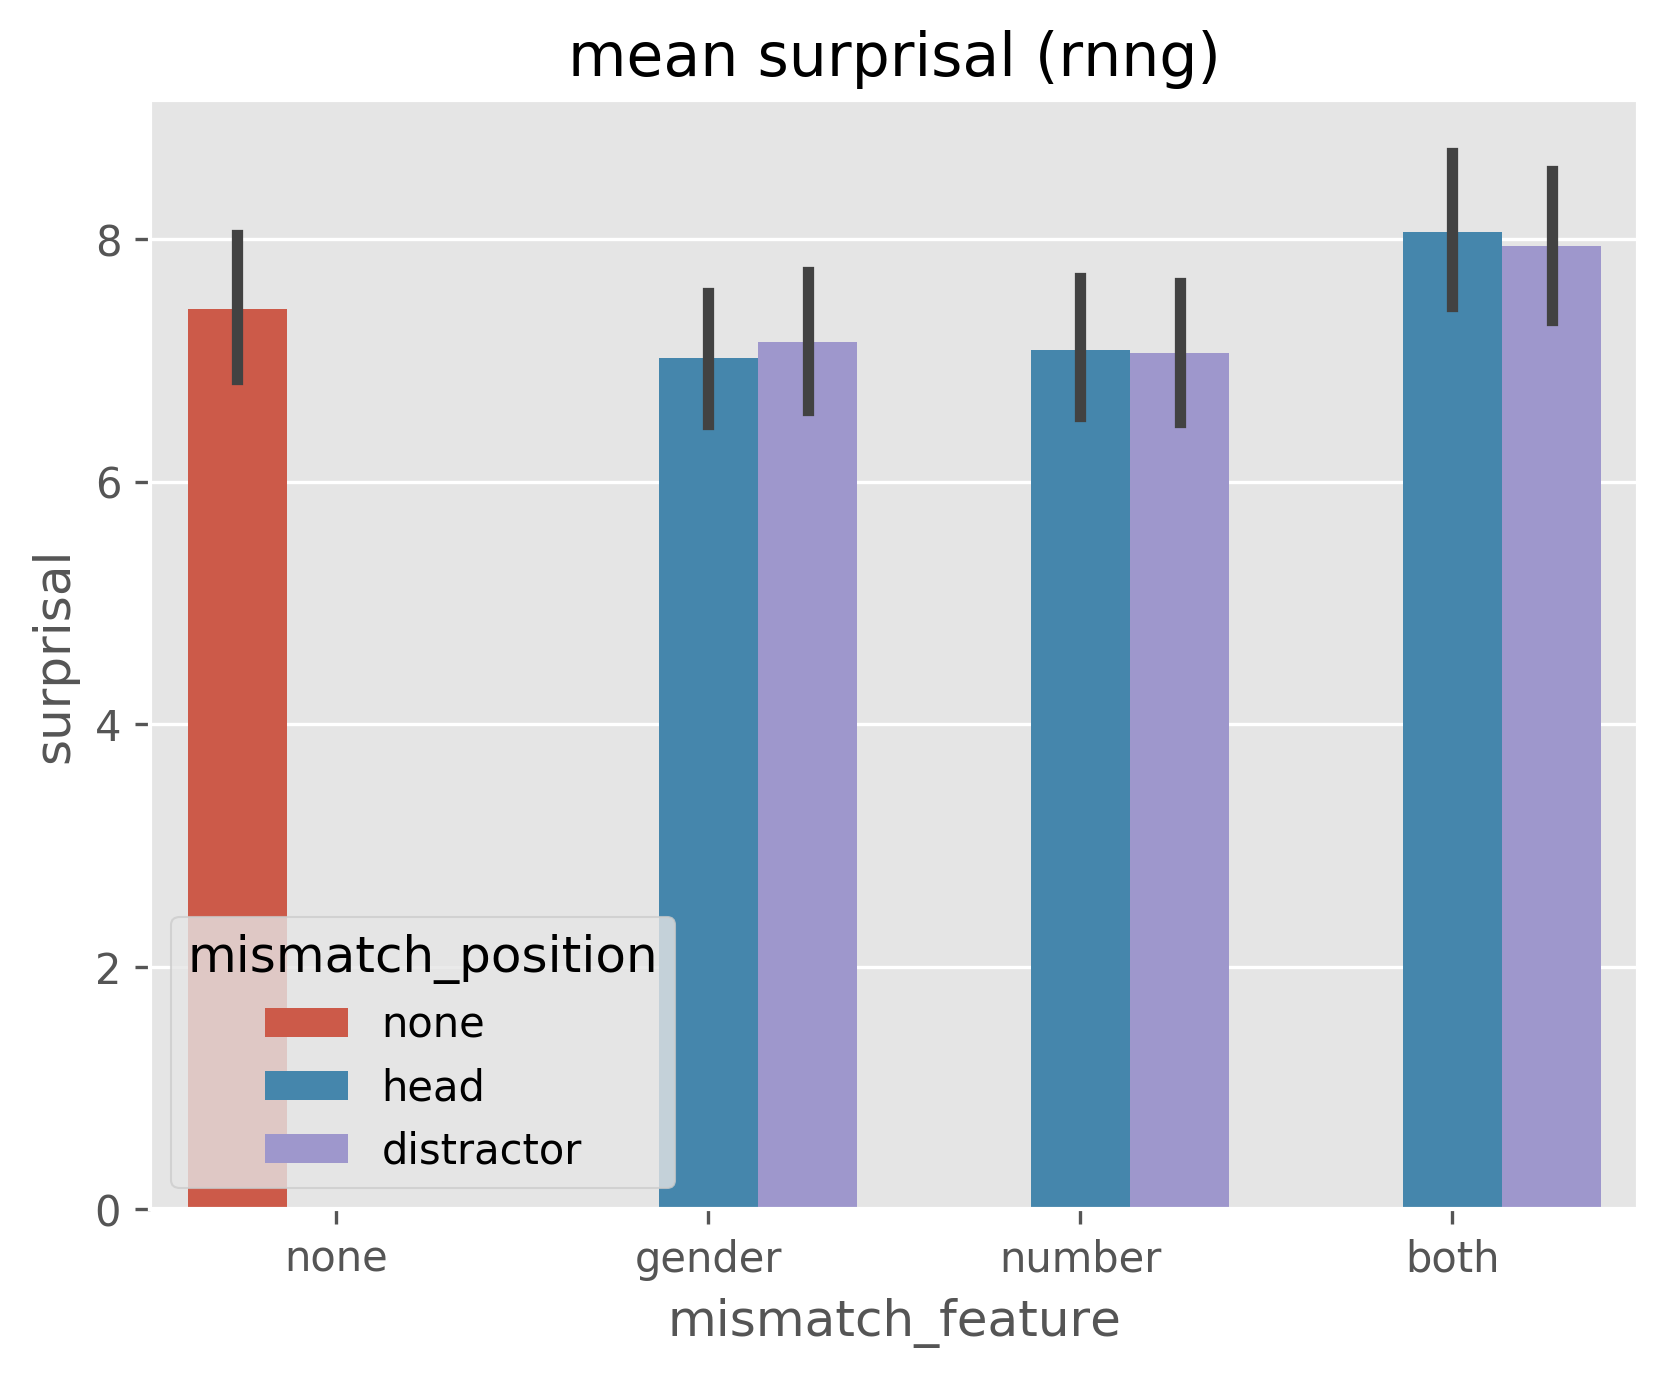 mean surprisal (rnng)
surprisal
8
6
4
2
0
mismatch_position
none
head
distractor
none gender number both
mismatch_feature